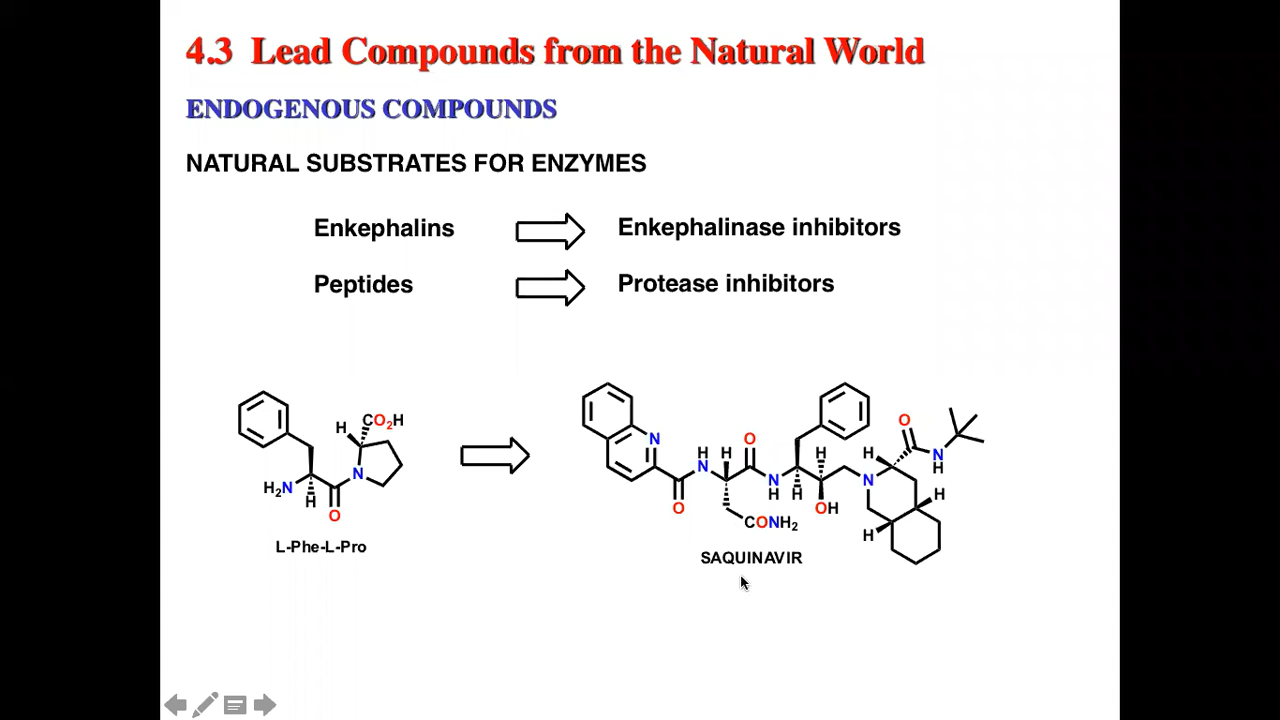 4.3 Lead Compounds from the Natural World
ENDOGENOUS COMPOUNDS
NATURAL SUBSTRATES FOR ENZYMES
Enkephalins Enkephalinase inhibitors
Peptides Protease inhibitors
H CO2H
N
H2N
H
O
L-Phe-L-Pro
N
H
N
H
O
O
N
H
H
H
OH
CONH2
N
H
O
N
H
H
H
SAQUINAVIR